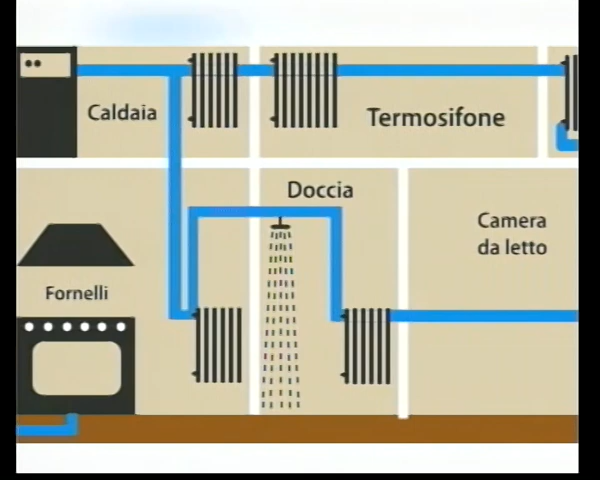 Caldaia
Termosifone
Doccia
Camera
da letto
Fornelli